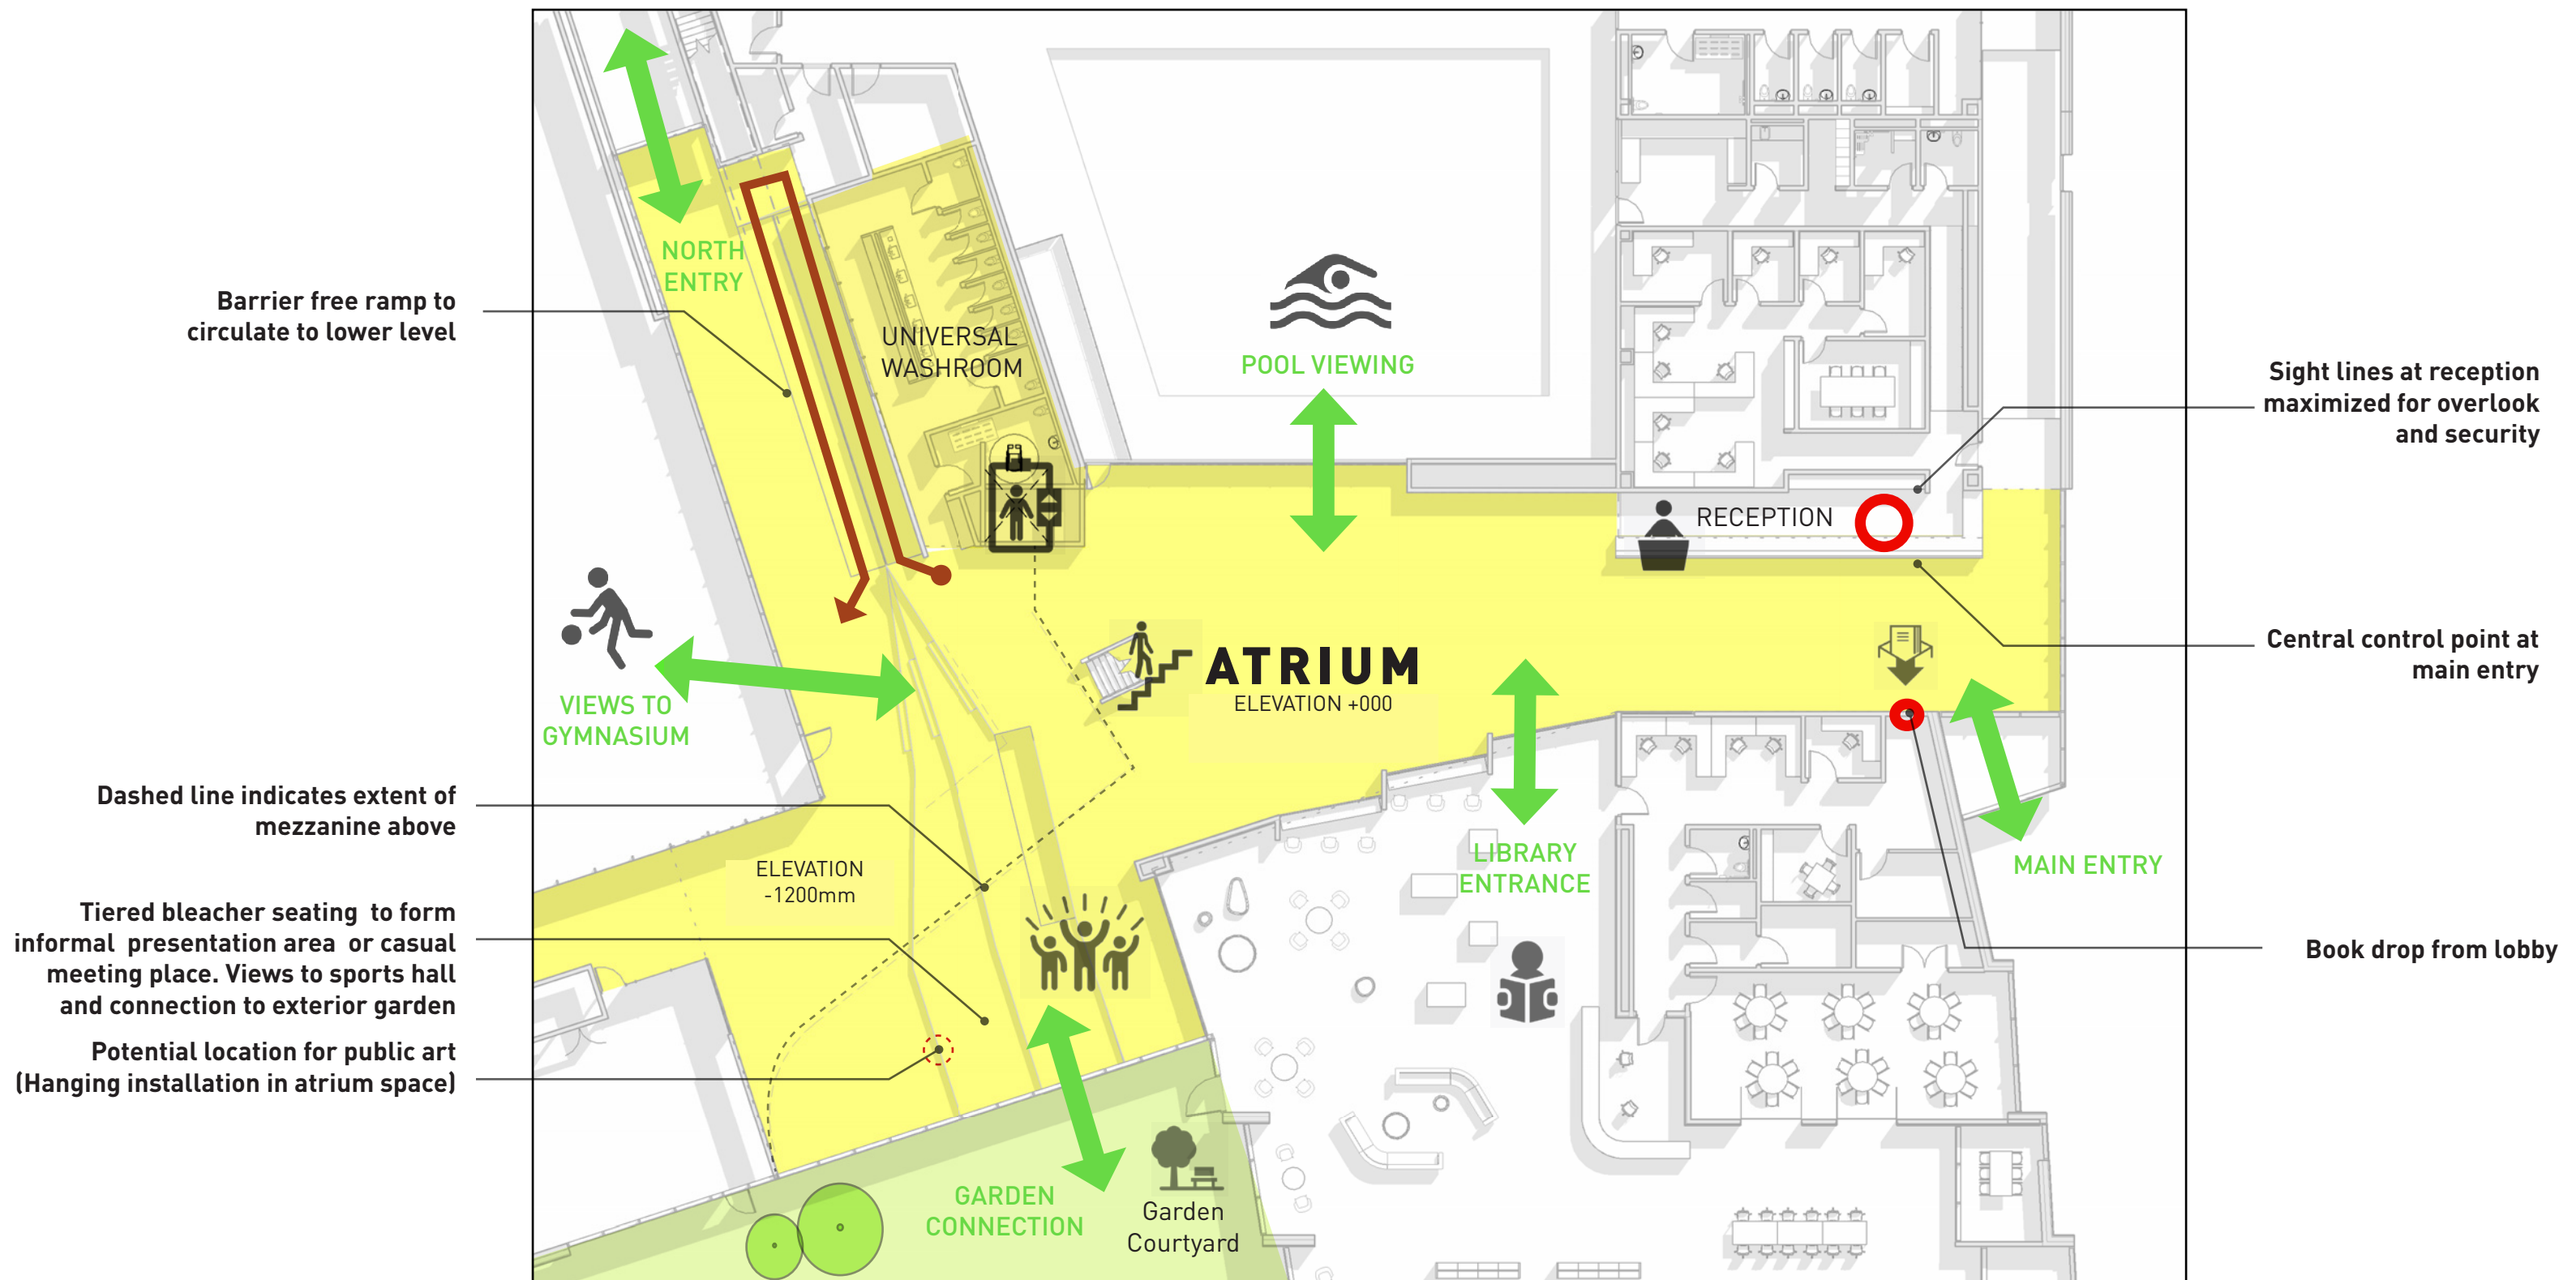 NORTH
ENTRY
Barrier free ramp to
circulate to lower level
UNIVERSAL
WASHROOM
POOL VIEWING
Sight lines at reception
maximized for overlook
and security
RECEPTION
VIEWS TO
GYMNASIUM
ATRIUM
ELEVATION +000
Central control point at
main entry
Dashed line indicates extent of
mezzanine above
ELEVATION
-1200mm
LIBRARY
ENTRANCE
MAIN ENTRY
Tiered bleacher seating to form
informal presentation area or casual
meeting place. Views to sports hall
and connection to exterior garden
Book drop from lobby
Potential location for public art
(Hanging installation in atrium space)
GARDEN
CONNECTION
Garden
Courtyard